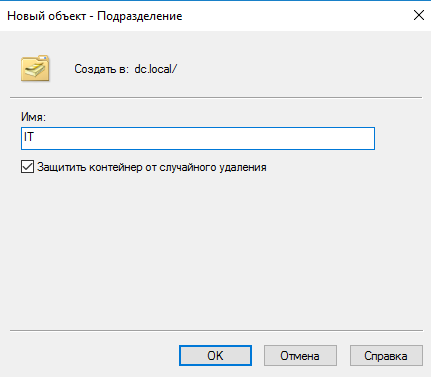 Новый объект - Подразделение
Создать в: dc.local/
Имя:
IT
Защитить контейнер от случайного удаления
OK
Отмена
Справка